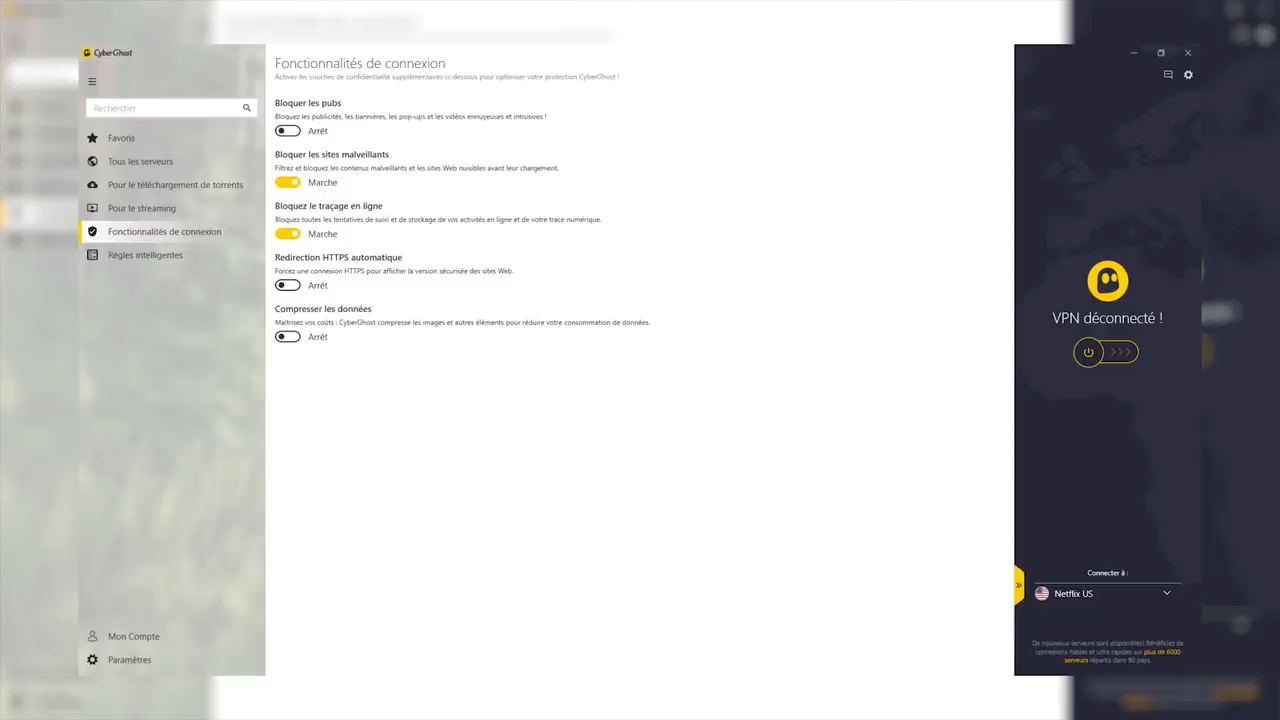 CyberGhost
Rechercher
Favoris
Tous les serveurs
Pour le téléchargement de torrents
Pour le streaming
Fonctionnalités de connexion
Règles intelligentes
Mon Compte
Paramètres
Fonctionnalités de connexion
Activez les couches de confidentialité supplémentaires ci-dessous pour optimiser votre protection CyberGhost !
Bloquer les pubs
Bloquez les publicités, les bannières, les pop-ups et les vidéos ennuyeuses et intrusives !
Arrêt
Bloquer les sites malveillants
Filtrez et bloquez les contenus malveillants et les sites Web nuisibles avant leur chargement.
Marche
Bloquez le traçage en ligne
Bloquez toutes les tentatives de suivi et de stockage de vos activités en ligne et de votre trace numérique.
Marche
Redirection HTTPS automatique
Forcez une connexion HTTPS pour afficher la version sécurisée des sites Web.
Arrêt
Compresser les données
Maîtrisez vos coûts : CyberGhost compresse les images et autres éléments pour réduire votre consommation de données.
Arrêt
VPN déconnecté !
Connecter à :
Netflix US
De nouveaux serveurs sont disponibles! Bénéficiez de
connexions fiables et ultra rapides sur plus de 6000
serveurs répartis dans 90 pays.